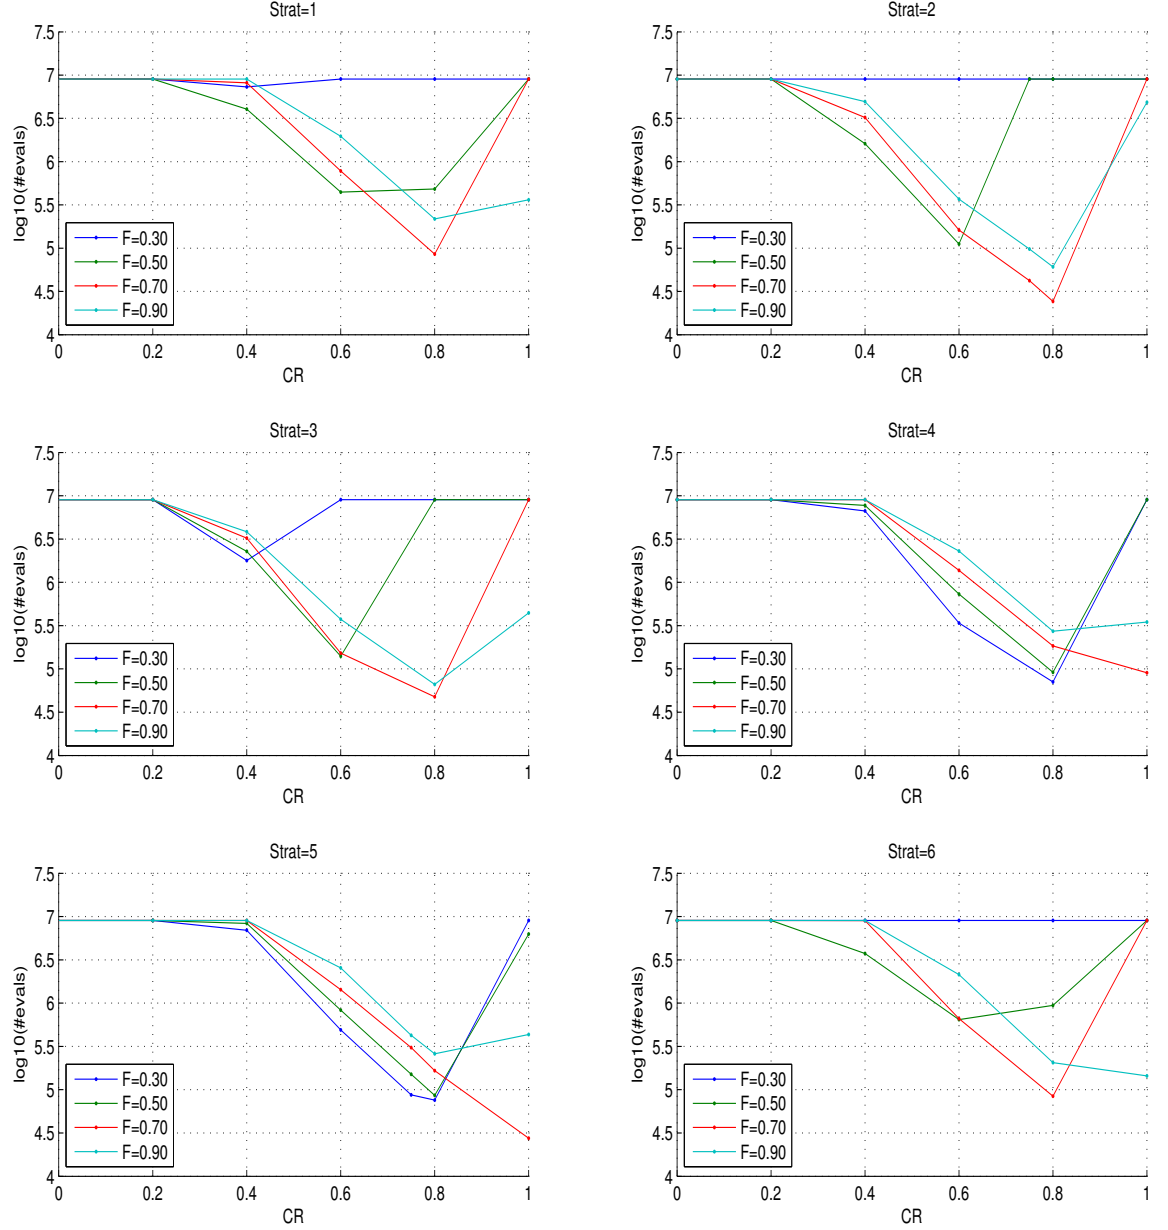 Strat=1
7.5
7
6.5
6
5.5
5
4.5
4
log10(#evals)
F=0.30
F=0.50
F=0.70
F=0.90
0 0.2 0.4 0.6 0.8 1
CR
Strat=2
7.5
7
6.5
6
5.5
5
4.5
4
log10(#evals)
F=0.30
F=0.50
F=0.70
F=0.90
0 0.2 0.4 0.6 0.8 1
CR
Strat=3
7.5
7
6.5
6
5.5
5
4.5
4
log10(#evals)
F=0.30
F=0.50
F=0.70
F=0.90
0 0.2 0.4 0.6 0.8 1
CR
Strat=4
7.5
7
6.5
6
5.5
5
4.5
4
log10(#evals)
F=0.30
F=0.50
F=0.70
F=0.90
0 0.2 0.4 0.6 0.8 1
CR
Strat=5
7.5
7
6.5
6
5.5
5
4.5
4
log10(#evals)
F=0.30
F=0.50
F=0.70
F=0.90
0 0.2 0.4 0.6 0.8 1
CR
Strat=6
7.5
7
6.5
6
5.5
5
4.5
4
log10(#evals)
F=0.30
F=0.50
F=0.70
F=0.90
0 0.2 0.4 0.6 0.8 1
CR